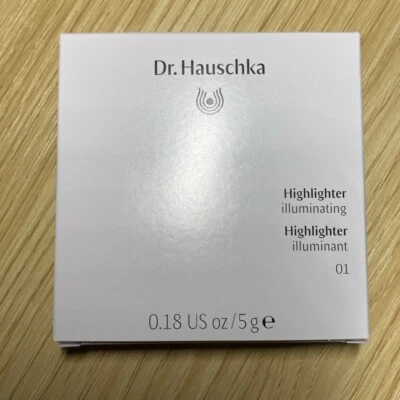 Dr. Hauschka
Highlighter
illuminating
Highlighter
illuminant
01
0.18 US oz/5 g ℮